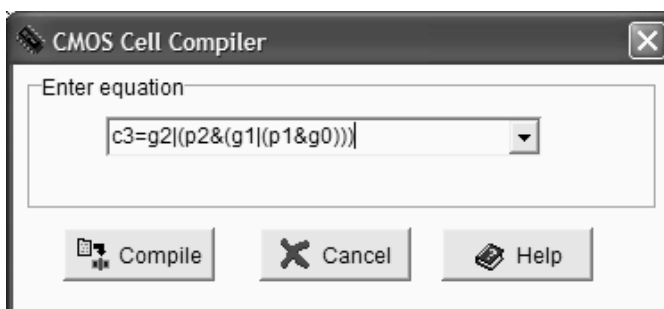 CMOS Cell Compiler
Enter equation
c3=g2|(p2&(g1|(p1&g0)))
Compile
Cancel
Help